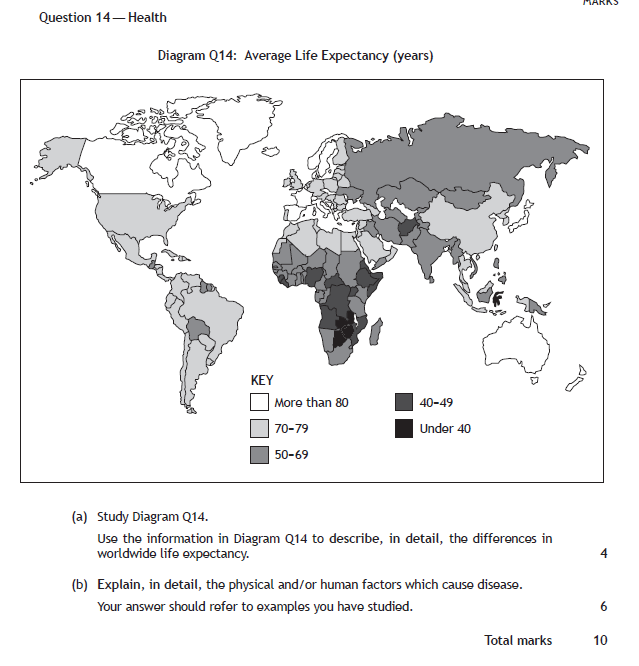 MARKS
Question 14 — Health
Diagram Q14: Average Life Expectancy (years)
KEY
More than 80
40–49
70–79
Under 40
50–69
(a) Study Diagram Q14.
Use the information in Diagram Q14 to describe, in detail, the differences in
worldwide life expectancy. 4
(b) Explain, in detail, the physical and/or human factors which cause disease.
Your answer should refer to examples you have studied. 6
Total marks 10